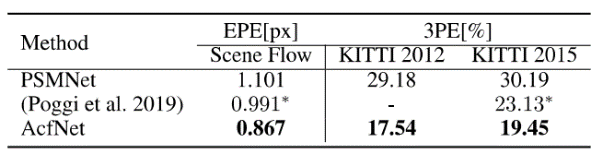 Method EPE[px] 3PE[%]
Scene Flow KITTI 2012 KITTI 2015
PSMNet 1.101 29.18 30.19
(Poggi et al. 2019) 0.991* - 23.13*
AcfNet 0.867 17.54 19.45